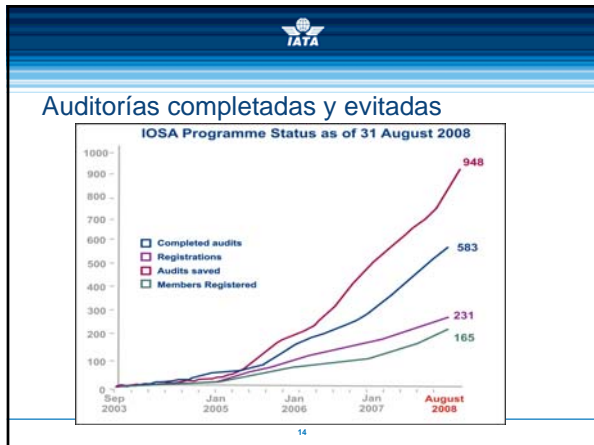 IATA
Auditorías completadas y evitadas
IOSA Programme Status as of 31 August 2008
1000
900
800
700
600
500
400
300
200
100
0
948
583
231
165
Completed audits
Registrations
Audits saved
Members Registered
Sep 2003
Jan 2005
Jan 2006
Jan 2007
August 2008
14